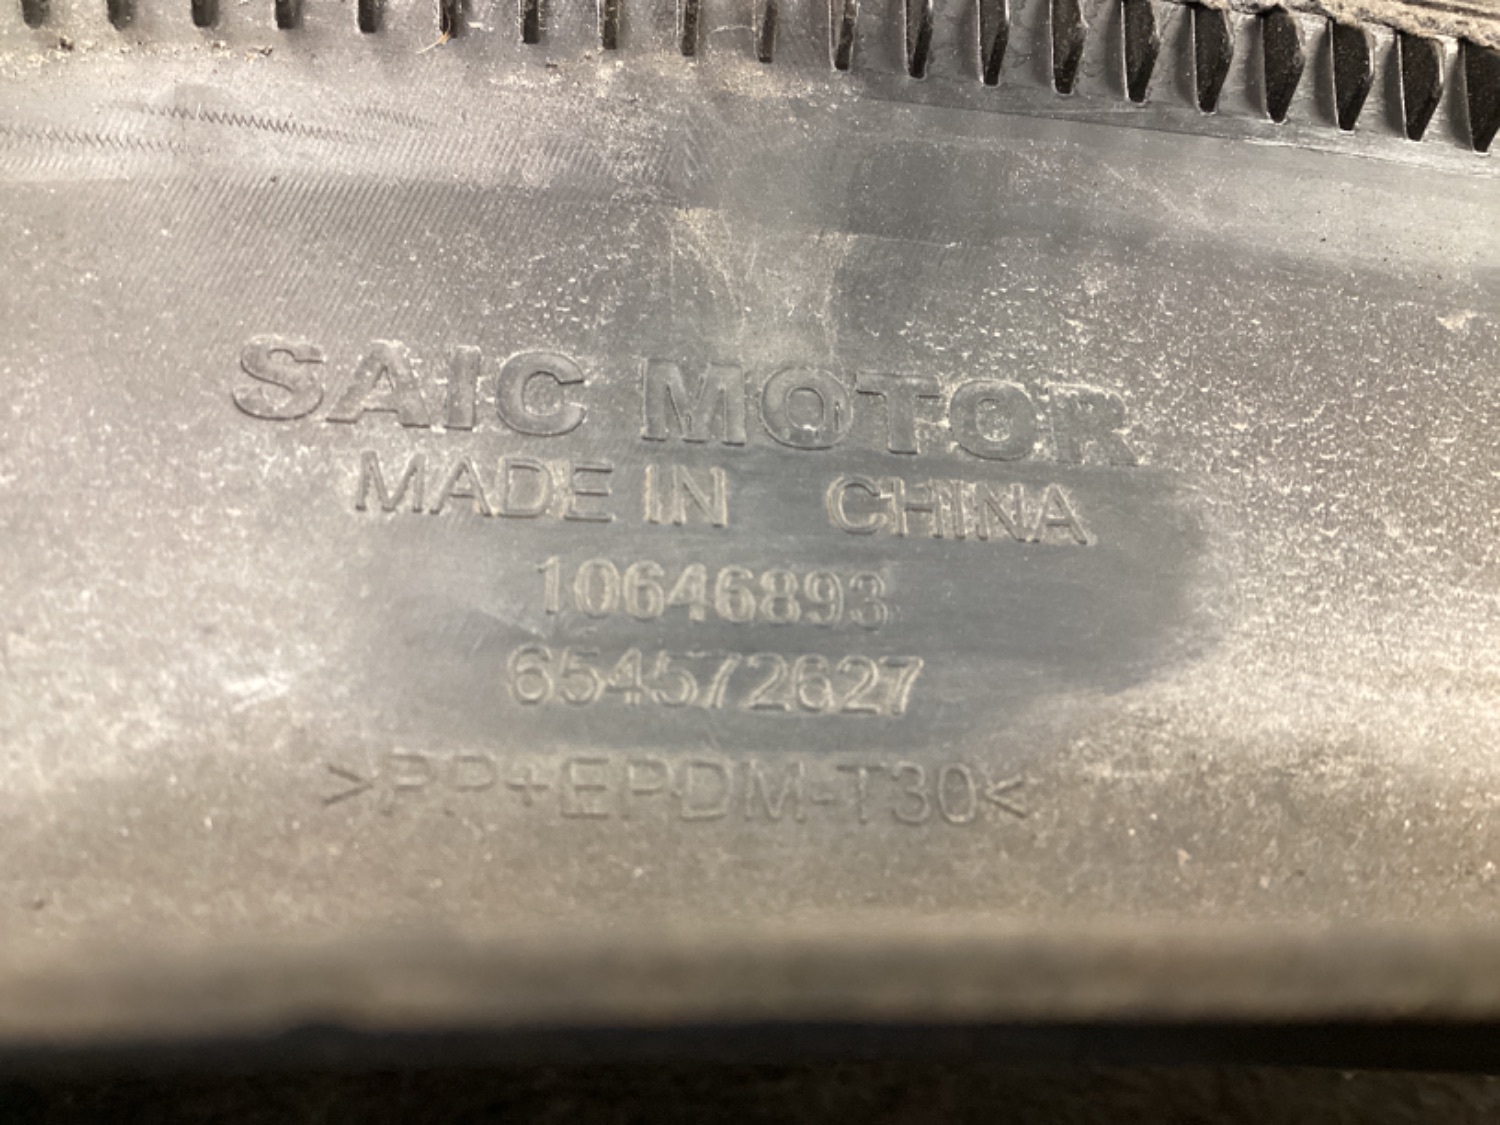 SAIC MOTOR
MADE IN CHINA
10646893
654572627
>PP+EPDM-T30<